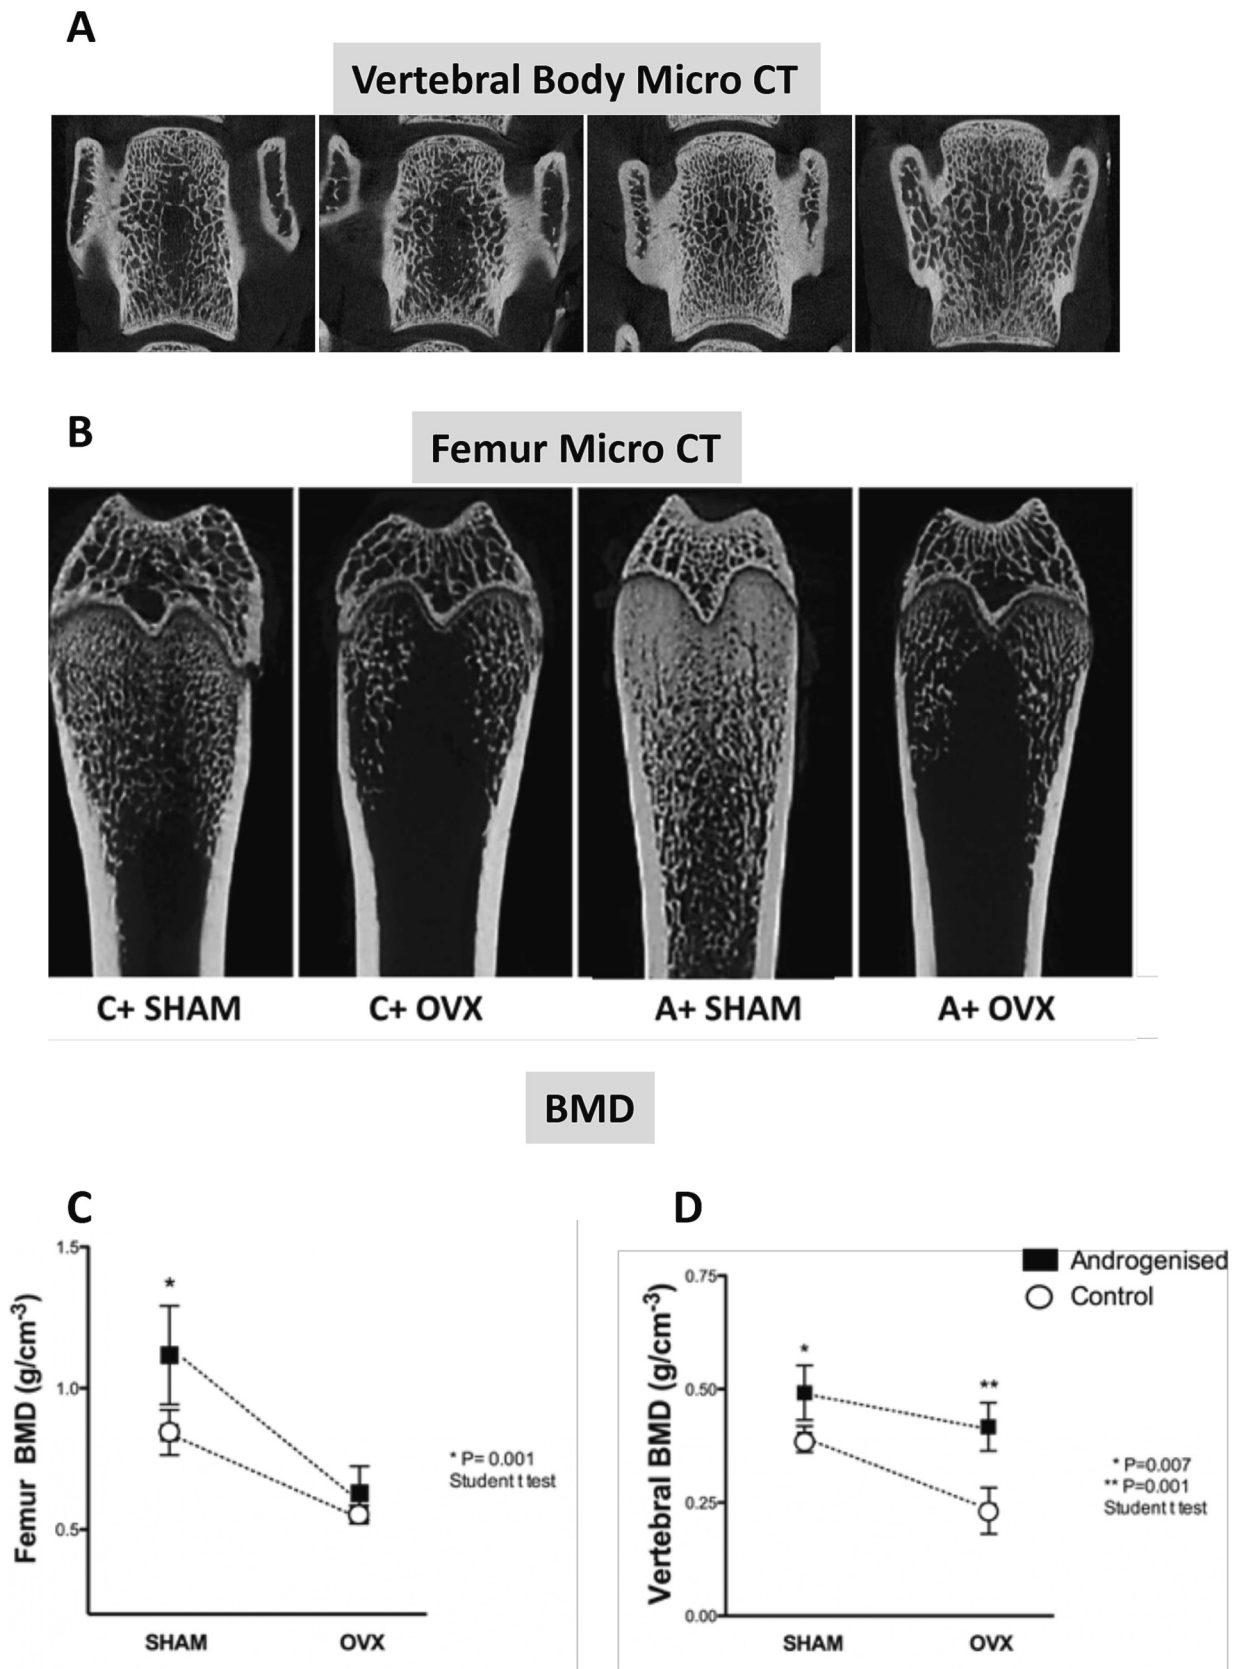 A
Vertebral Body Micro CT
B
Femur Micro CT
C+ SHAM
C+ OVX
A+ SHAM
A+ OVX
BMD
C
Femur BMD (g/cm-3)
1.5
1.0
0.5
*
* P= 0.001
Student t test
SHAM
OVX
D
Androgenised
Control
Vertebral BMD (g/cm-3)
0.75
0.50
0.25
0.00
*
**
* P=0.007
** P=0.001
Student t test
SHAM
OVX